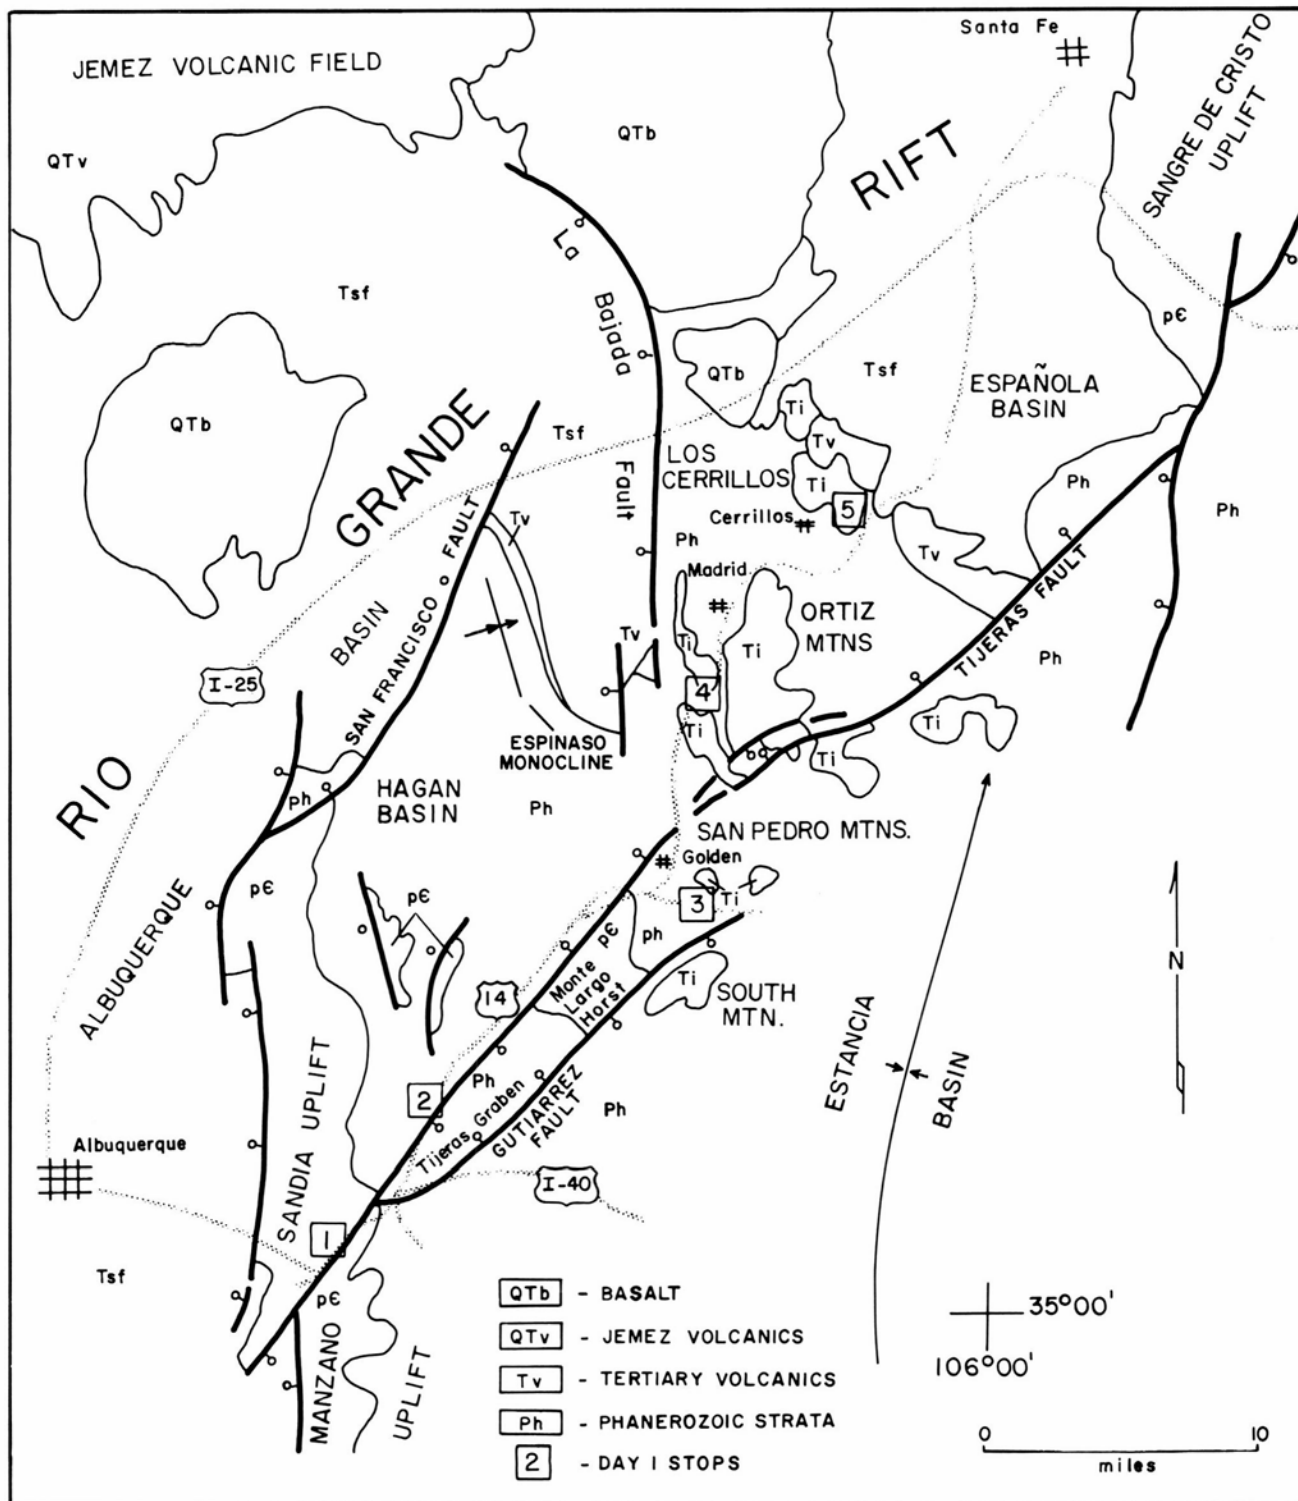 Santa Fe
JEMEZ VOLCANIC FIELD
SANGRE DE CRISTO
UPLIFT
QTv
QTb
RIFT
La
Bajada
Fault
Tsf
pЄ
QTb
Tsf
ESPAÑOLA
BASIN
QTb
Tsf
Ti
Tv
Ti
LOS
CERRILLOS
GRANDE
Tv
Cerrillos
5
Ph
Ph
Ph
Madrid
Tv
BASIN
SAN FRANCISCO FAULT
Tv
Ti
Ti
ORTIZ
MTNS
TIJERAS FAULT
Ph
I-25
4
Ti
Ti
Ti
ESPINASO
MONOCLINE
RIO
Ph
HAGAN
BASIN
Ph
SAN PEDRO MTNS.
Golden
ALBUQUERQUE
pЄ
pЄ
3
Ti
pЄ
Ph
Monte
Largo
Horst
Ti
SOUTH
MTN.
14
N
ESTANCIA
BASIN
SANDIA UPLIFT
2
Ph
Tijeras Graben
GUTIARREZ
FAULT
Ph
Albuquerque
I-40
1
Tsf
pЄ
MANZANO
UPLIFT
QTb - BASALT
QTv - JEMEZ VOLCANICS
Tv - TERTIARY VOLCANICS
Ph - PHANEROZOIC STRATA
2 - DAY 1 STOPS
35°00'
106°00'
0 10
miles